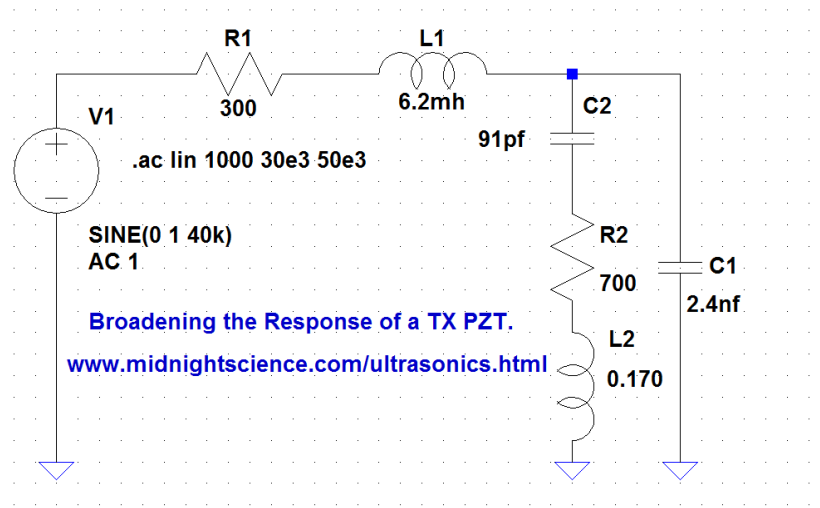 R1
300
L1
6.2mh
V1
C2
91pf
.ac lin 1000 30e3 50e3
SINE(0 1 40k)
AC 1
R2
700
C1
2.4nf
Broadening the Response of a TX PZT.
www.midnightscience.com/ultrasonics.html
L2
0.170